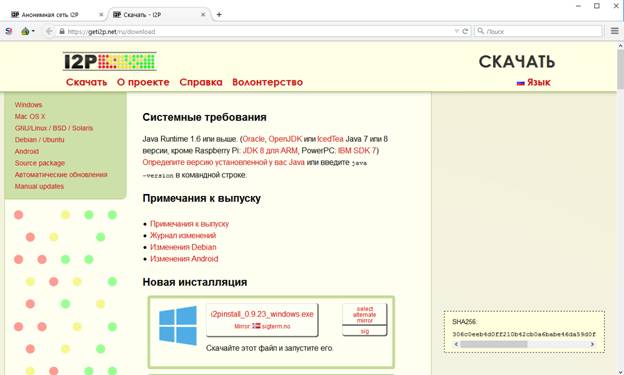 Анонимная сеть I2P
Скачать - I2P
https://geti2p.net/ru/download
Поиск
I2P
СКАЧАТЬ
Скачать О проекте Справка Волонтерство
Язык
Windows
Mac OS X
GNU/Linux / BSD / Solaris
Debian / Ubuntu
Android
Source package
Автоматические обновления
Manual updates
Системные требования
Java Runtime 1.6 или выше. (Oracle, OpenJDK или IcedTea Java 7 или 8
версии, кроме Raspberry Pi: JDK 8 для ARM, PowerPC: IBM SDK 7)
Определите версию установленной у вас Java или введите java
-version в командной строке.
Примечания к выпуску
Примечания к выпуску
Журнал изменений
Изменения Debian
Изменения Android
Новая инсталляция
i2pinstall_0.9.23_windows.exe
Mirror: sigterm.no
select
alternate
mirror
sig
Скачайте этот файл и запустите его.
SHA256:
306c0eeb4d0ff210b42cb0a6babe46da59d0f